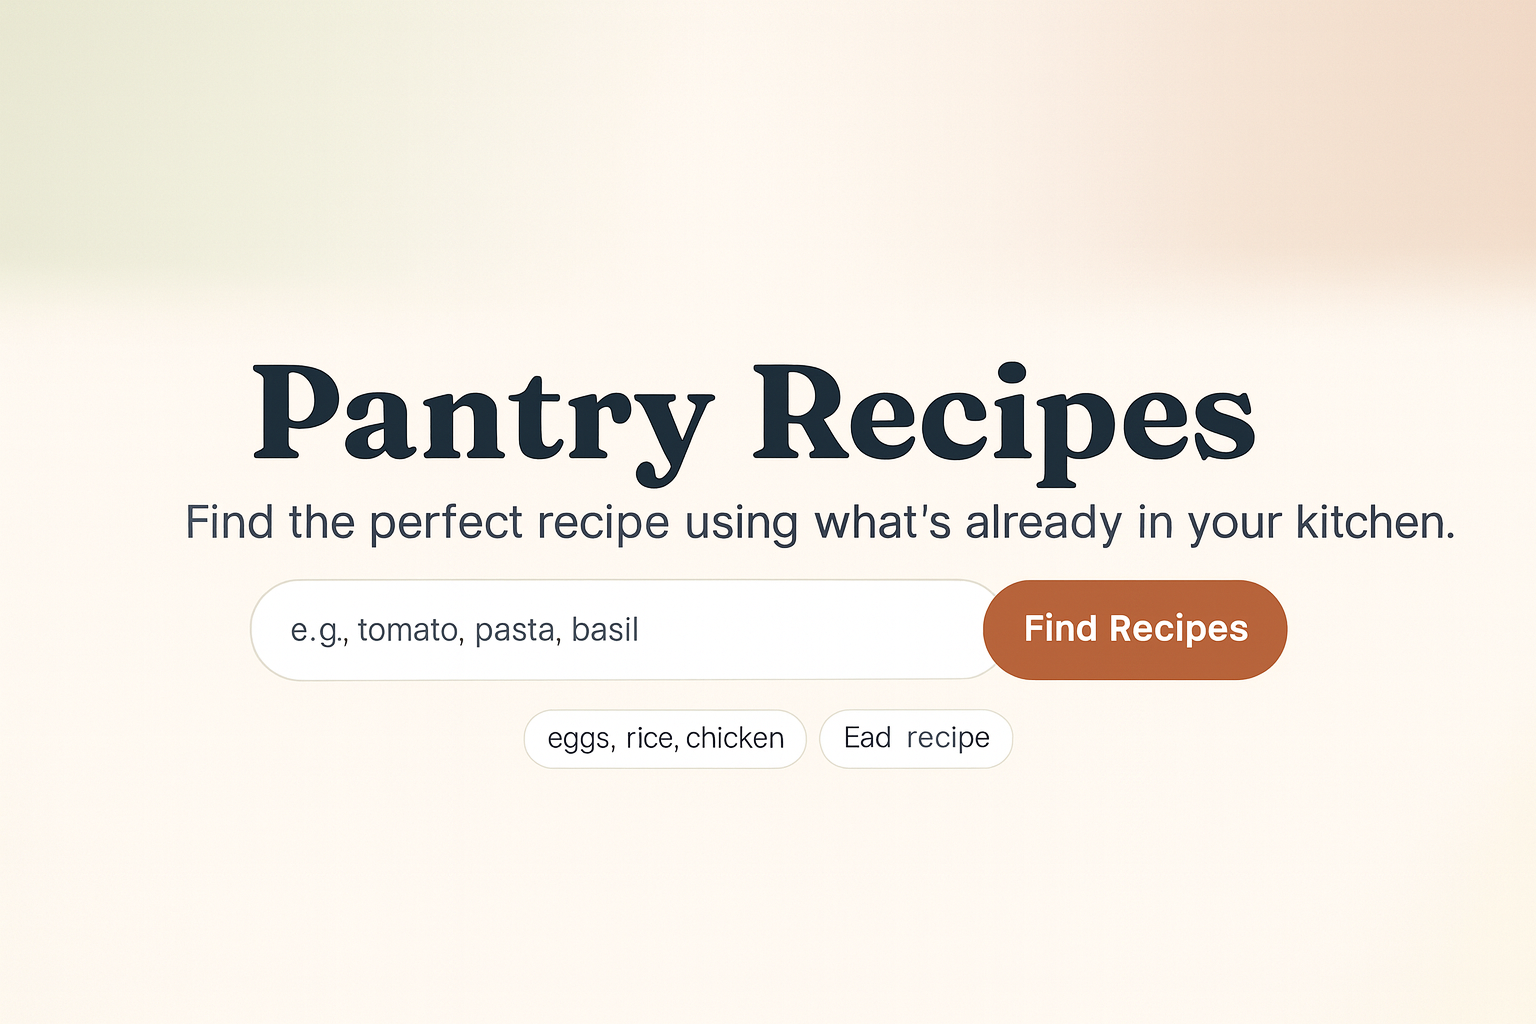 Pantry Recipes
Find the perfect recipe using what's already in your kitchen.
e.g., tomato, pasta, basil
Find Recipes
eggs, rice, chicken
Ead recipe